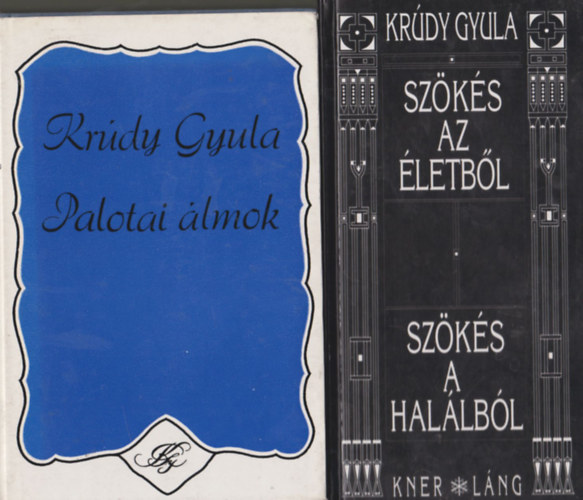 Krúdy Gyula
Palotai álmok
KRÚDY GYULA
SZÖKÉS
AZ
ÉLETBŐL
SZÖKÉS
A
HALÁLBÓL
KNER LÁNG